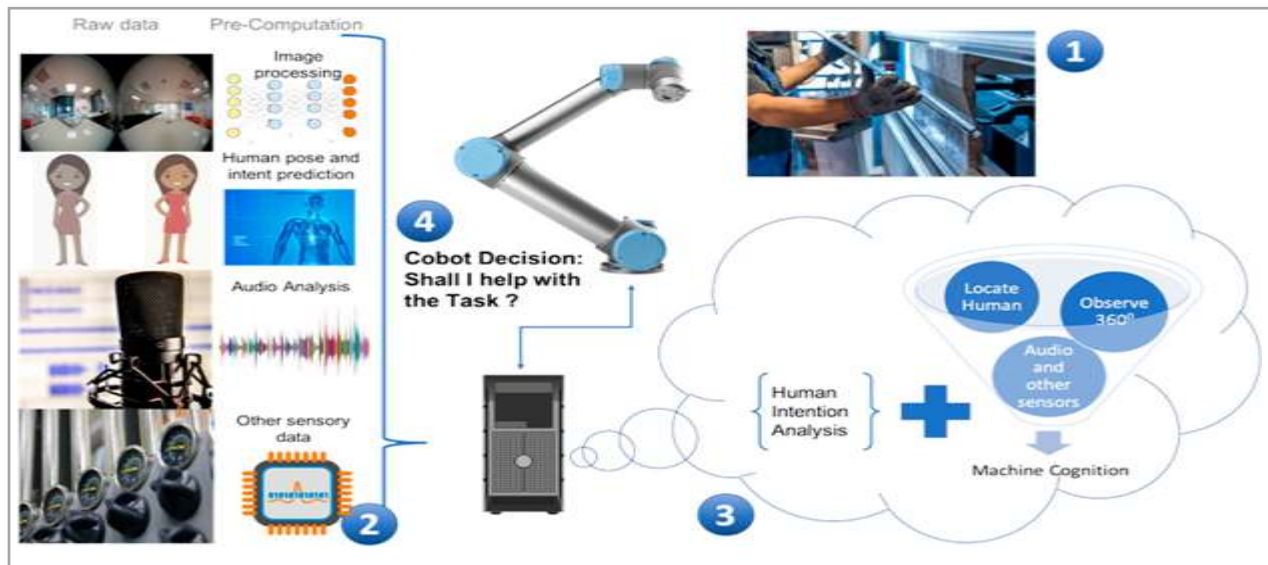 Raw data
Pre-Computation
Image
processing
Human pose and
intent prediction
Audio Analysis
Other sensory
data
2
4
Cobot Decision:
Shall I help with
the Task ?
1
Locate
Human
Observe
360⁰
Audio
and
other
sensors
Human
Intention
Analysis
Machine Cognition
3